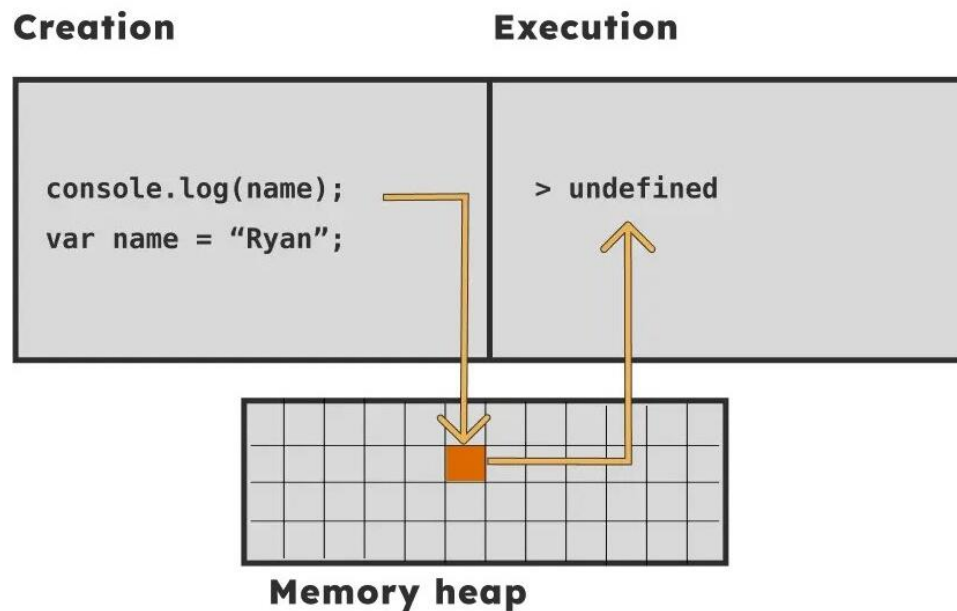 Creation
Execution
console.log(name);
var name = “Ryan”;
> undefined
Memory heap